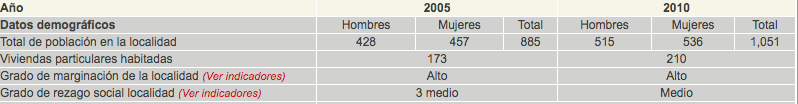 Año 2005 2010
Datos demográficos Hombres Mujeres Total Hombres Mujeres Total
Total de población en la localidad 428 457 885 515 536 1,051
Viviendas particulares habitadas 173 210
Grado de marginación de la localidad (Ver indicadores) Alto Alto
Grado de rezago social localidad (Ver indicadores) 3 medio Medio